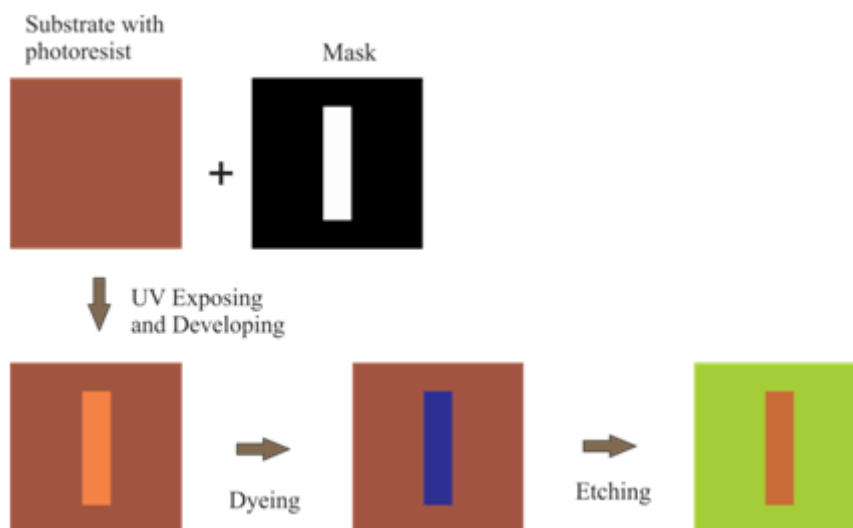 Substrate with
photoresist
Mask
+
UV Exposing
and Developing
Dyeing
Etching